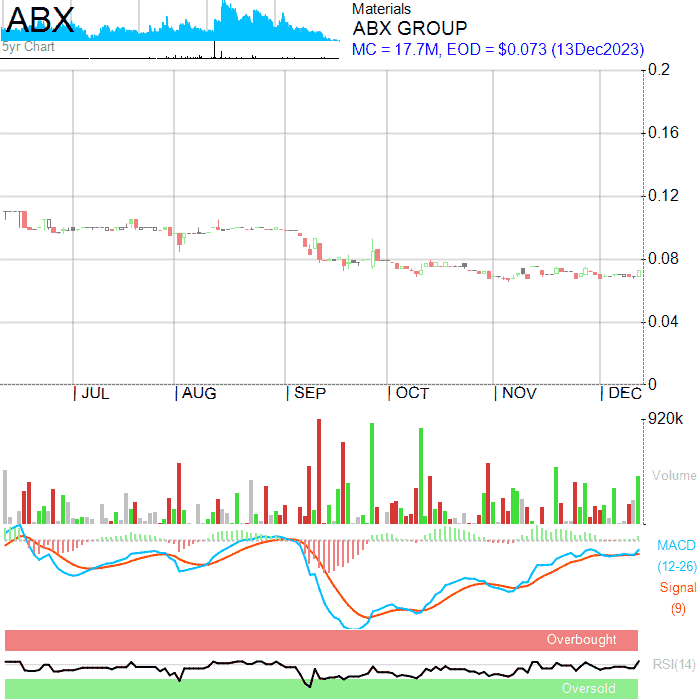 ABX
5yr Chart
Materials
ABX GROUP
MC = 17.7M, EOD = $0.073 (13Dec2023)
0.2
0.16
0.12
0.08
0.04
0
JUL AUG SEP OCT NOV DEC
920k
Volume
MACD
(12-26)
Signal
(9)
Overbought
RSI(14)
Oversold